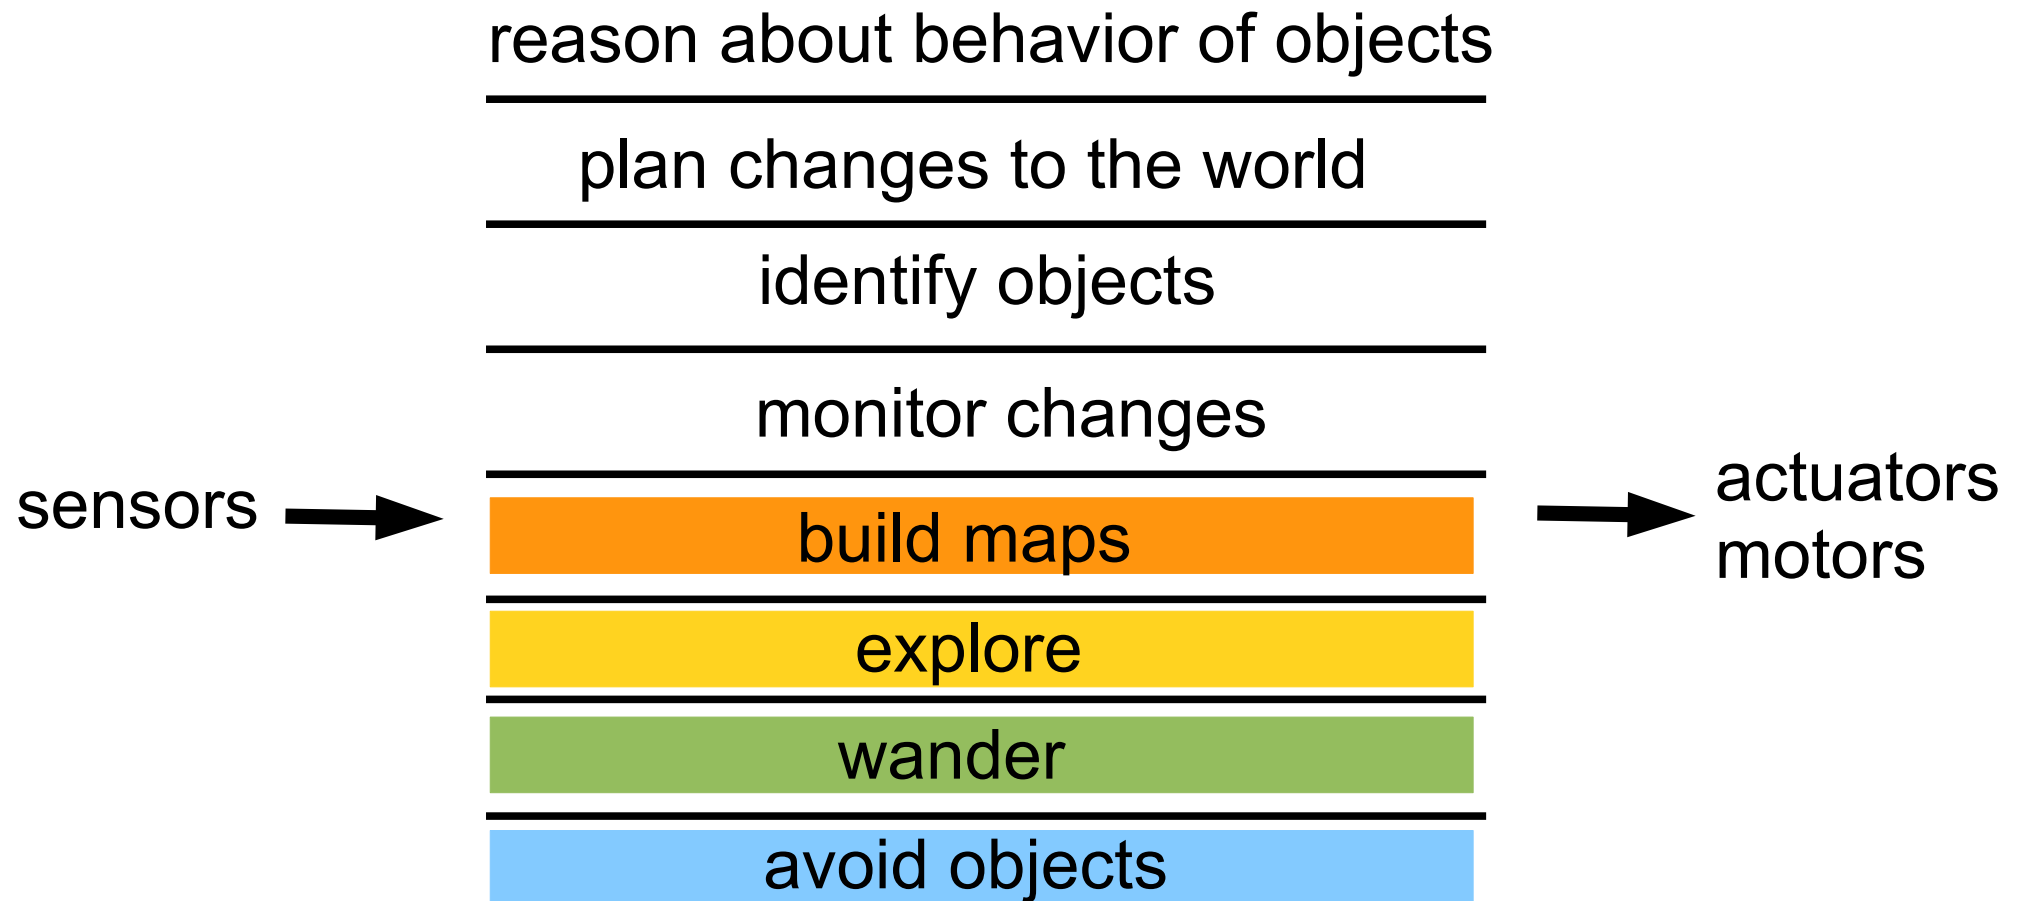 reason about behavior of objects
plan changes to the world
identify objects
monitor changes
sensors
build maps
actuators
motors
explore
wander
avoid objects